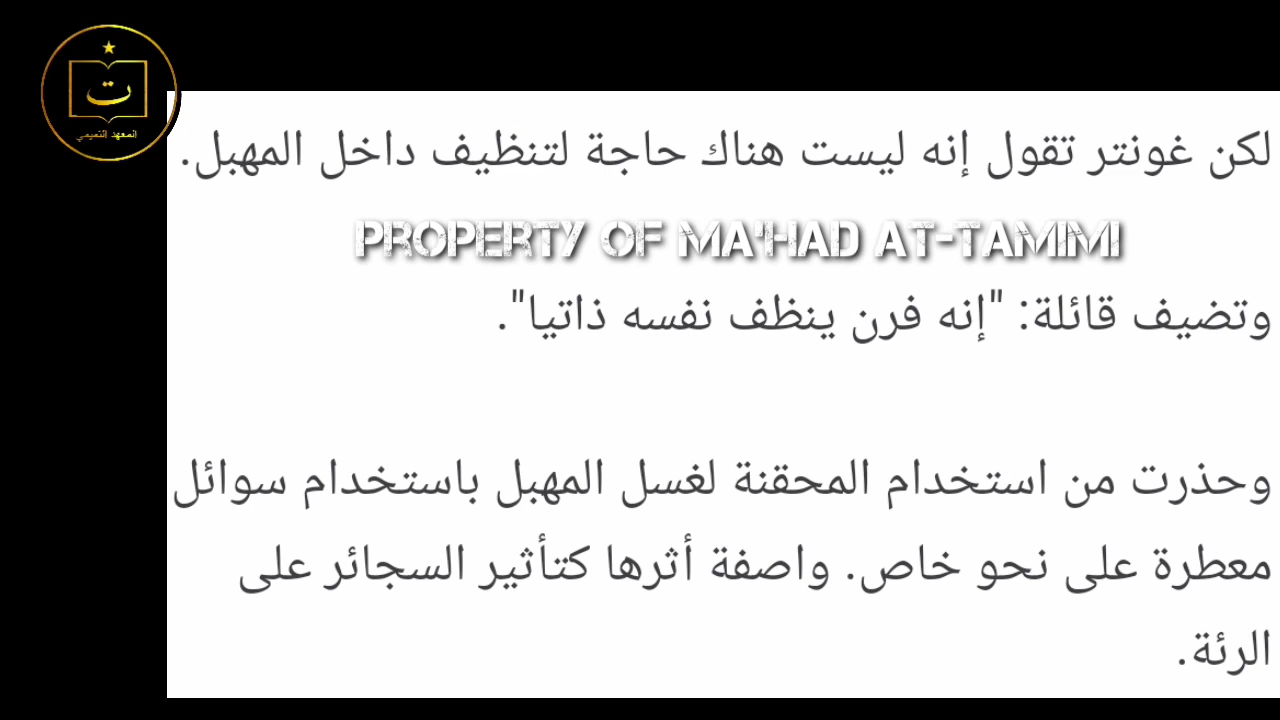 ت
المعهد التميمي
لكن غونتر تقول إنه ليست هناك حاجة لتنظيف داخل المهبل.
PROPERTY OF MA'HAD AT-TAMIMI
وتضيف قائلة: "إنه فرن ينظف نفسه ذاتيا".
وحذرت من استخدام المحقنة لغسل المهبل باستخدام سوائل
معطرة على نحو خاص. واصفة أثرها كتأثير السجائر على
الرئة.